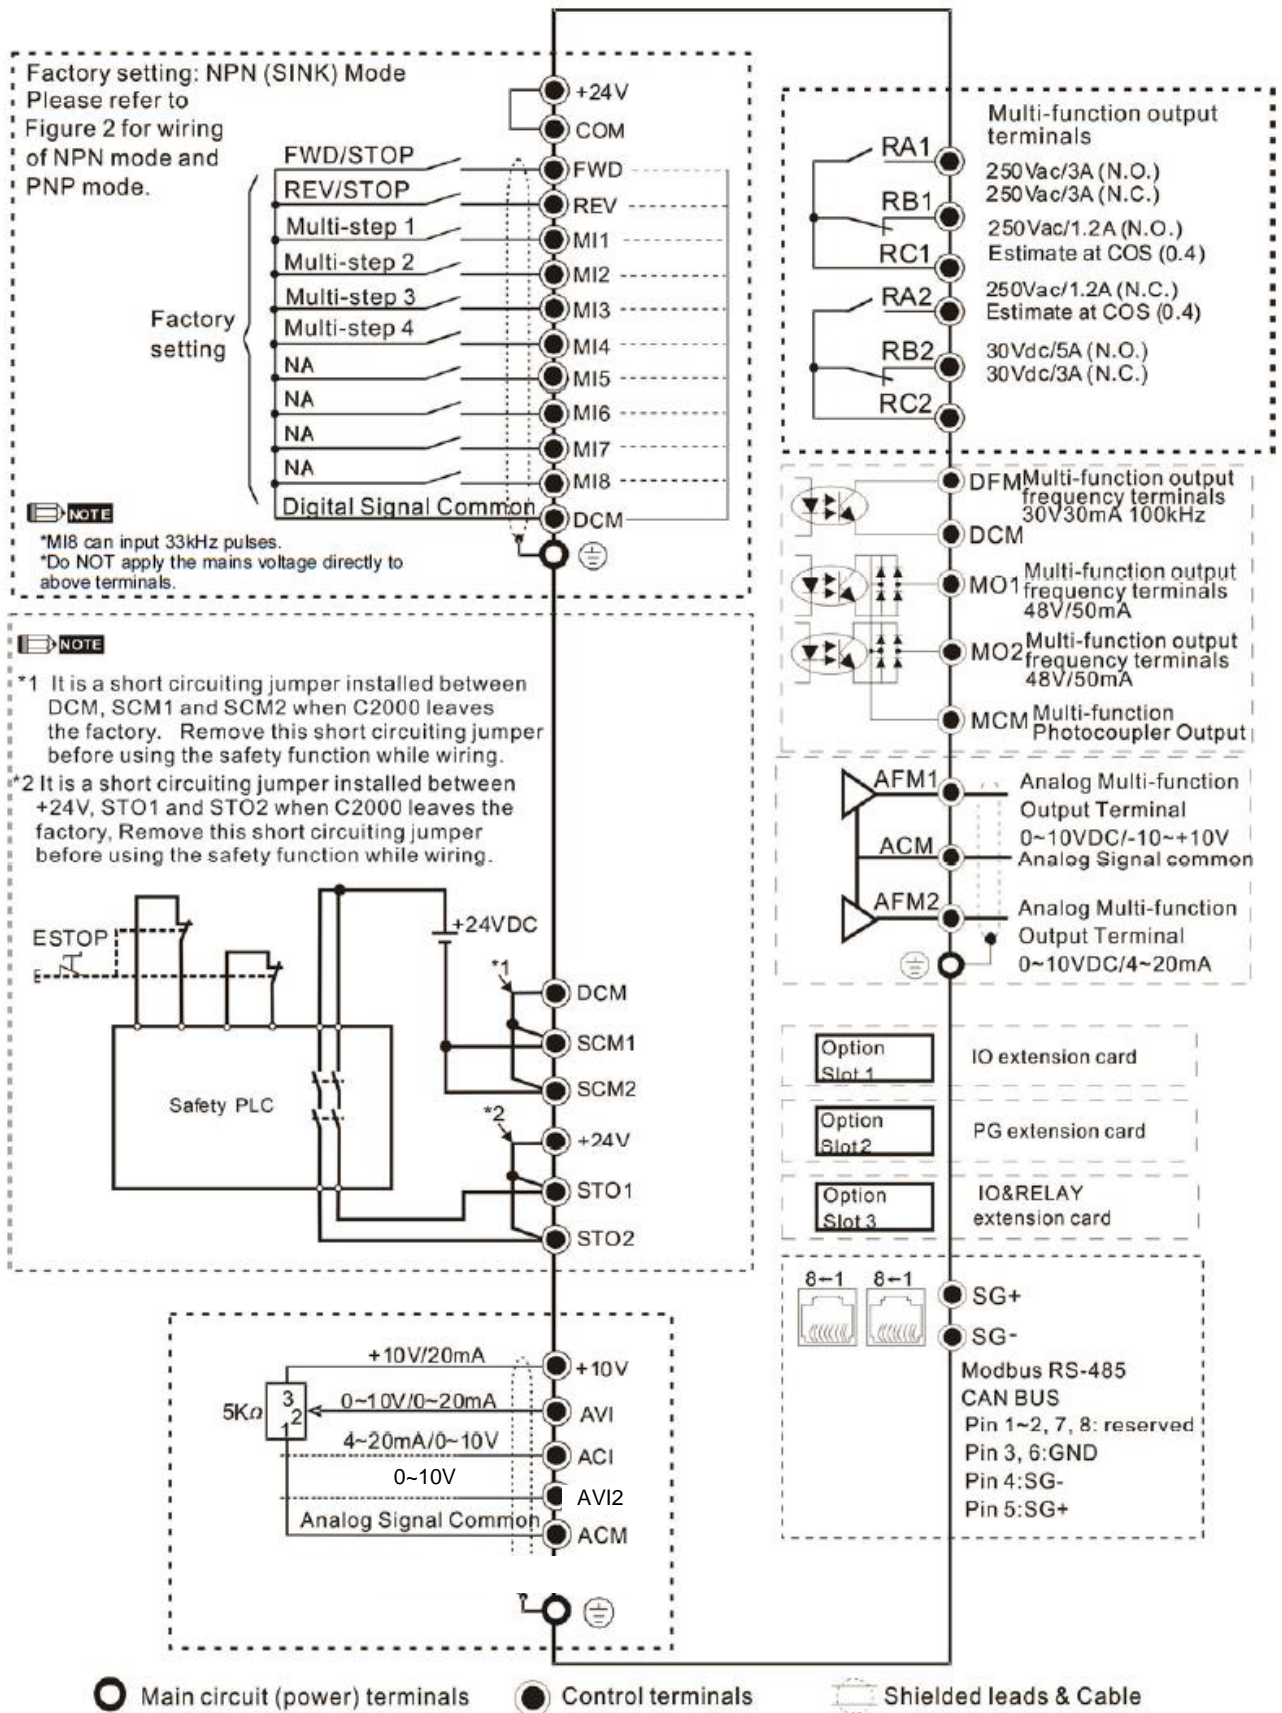 Factory setting: NPN (SINK) Mode
Please refer to
Figure 2 for wiring
of NPN mode and
PNP mode.
+24V
COM
FWD/STOP
FWD
REV/STOP
REV
Multi-step 1
MI1
Multi-step 2
MI2
Multi-step 3
MI3
Multi-step 4
MI4
Factory
setting
NA
MI5
NA
MI6
NA
MI7
NA
MI8
Digital Signal Common
DCM
NOTE
*MI8 can input 33kHz pulses.
*Do NOT apply the mains voltage directly to
above terminals.
NOTE
*1 It is a short circuiting jumper installed between
DCM, SCM1 and SCM2 when C2000 leaves
the factory. Remove this short circuiting jumper
before using the safety function while wiring.
*2 It is a short circuiting jumper installed between
+24V, STO1 and STO2 when C2000 leaves the
factory, Remove this short circuiting jumper
before using the safety function while wiring.
ESTOP
+24VDC
*1
DCM
SCM1
SCM2
Safety PLC
*2
+24V
STO1
STO2
+10V/20mA
+10V
5KΩ
3
2
1
0~10V/0~20mA
AVI
4~20mA/0~10V
ACI
0~10V
AVI2
Analog Signal Common
ACM
Multi-function output
terminals
RA1
250Vac/3A (N.O.)
250Vac/3A (N.C.)
RB1
250Vac/1.2A (N.O.)
Estimate at COS (0.4)
RC1
250Vac/1.2A (N.C.)
Estimate at COS (0.4)
RA2
30Vdc/5A (N.O.)
30Vdc/3A (N.C.)
RB2
RC2
DFM
Multi-function output
frequency terminals
30V30mA 100kHz
DCM
MO1
Multi-function output
frequency terminals
48V/50mA
MO2
Multi-function output
frequency terminals
48V/50mA
MCM
Multi-function
Photocoupler Output
AFM1
Analog Multi-function
Output Terminal
0~10VDC/-10~+10V
ACM
Analog Signal common
AFM2
Analog Multi-function
Output Terminal
0~10VDC/4~20mA
Option
Slot 1
IO extension card
Option
Slot2
PG extension card
Option
Slot 3
IO&RELAY
extension card
8←1
8←1
SG+
SG-
Modbus RS-485
CAN BUS
Pin 1~2, 7, 8: reserved
Pin 3, 6:GND
Pin 4:SG-
Pin 5:SG+
Main circuit (power) terminals
Control terminals
Shielded leads & Cable